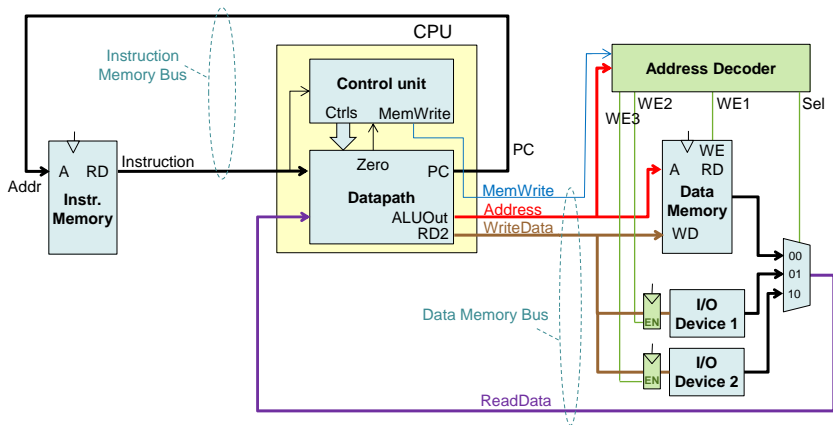 CPU
Instruction
Memory Bus
Control unit
Ctrls
MemWrite
Address Decoder
WE3
WE2
WE1
Sel
Addr
A
RD
Instr.
Memory
Instruction
Zero
PC
Datapath
ALUOut
RD2
PC
MemWrite
Address
WriteData
WE
A
RD
Data
Memory
WD
00
01
10
Data Memory Bus
EN
I/O
Device 1
EN
I/O
Device 2
ReadData